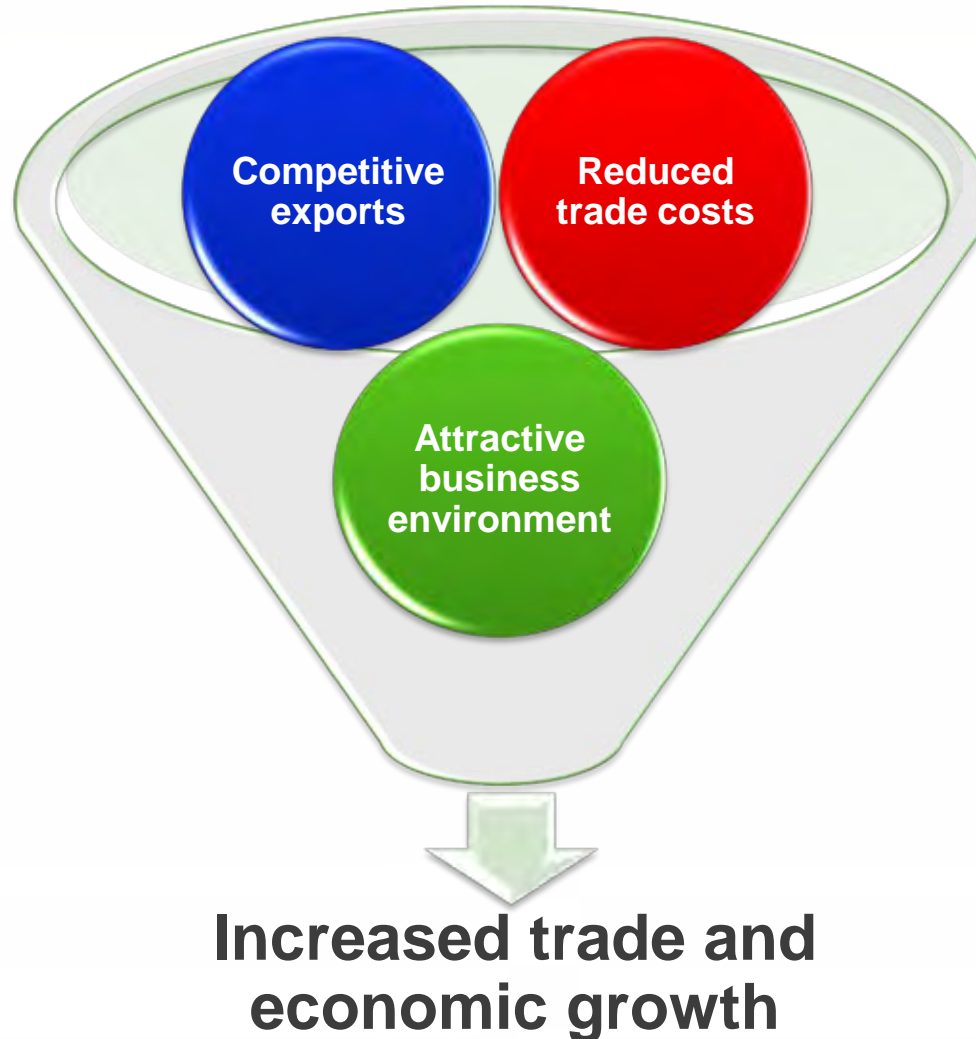 Competitive
exports
Reduced
trade costs
Attractive
business
environment
Increased trade and
economic growth